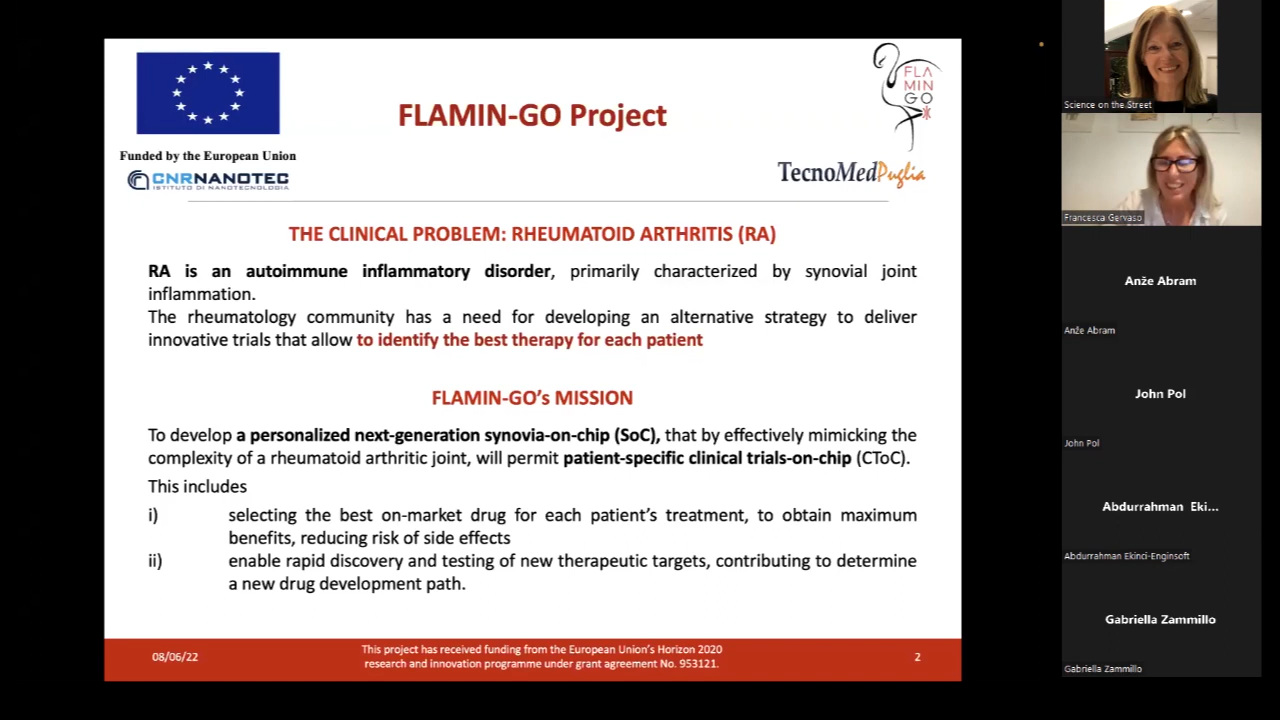 Funded by the European Union
CNRNANOTEC
ISTITUTO DI NANOTECNOLOGIA
FLAMIN-GO Project
FLA
MIN
GO
TecnoMedPuglia
THE CLINICAL PROBLEM: RHEUMATOID ARTHRITIS (RA)
RA is an autoimmune inflammatory disorder, primarily characterized by synovial joint
inflammation.
The rheumatology community has a need for developing an alternative strategy to deliver
innovative trials that allow to identify the best therapy for each patient
FLAMIN-GO's MISSION
To develop a personalized next-generation synovia-on-chip (SoC), that by effectively mimicking the
complexity of a rheumatoid arthritic joint, will permit patient-specific clinical trials-on-chip (CToC).
This includes
i) selecting the best on-market drug for each patient's treatment, to obtain maximum
benefits, reducing risk of side effects
ii) enable rapid discovery and testing of new therapeutic targets, contributing to determine
a new drug development path.
08/06/22
This project has received funding from the European Union's Horizon 2020
research and innovation programme under grant agreement No. 953121.
2
Science on the Street
Francesca Gervaso
Anže Abram
Anže Abram
John Pol
John Pol
Abdurrahman Eki...
Abdurrahman Ekinci-Enginsoft
Gabriella Zammillo
Gabriella Zammillo